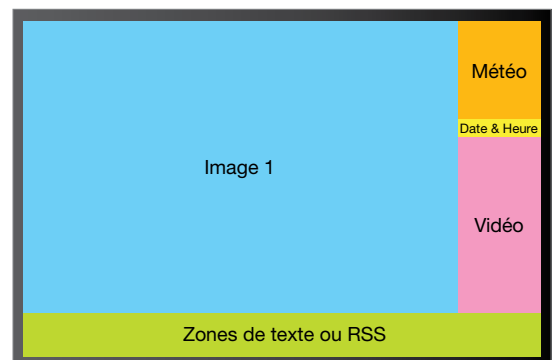 Météo
Date & Heure
Image 1
Vidéo
Zones de texte ou RSS